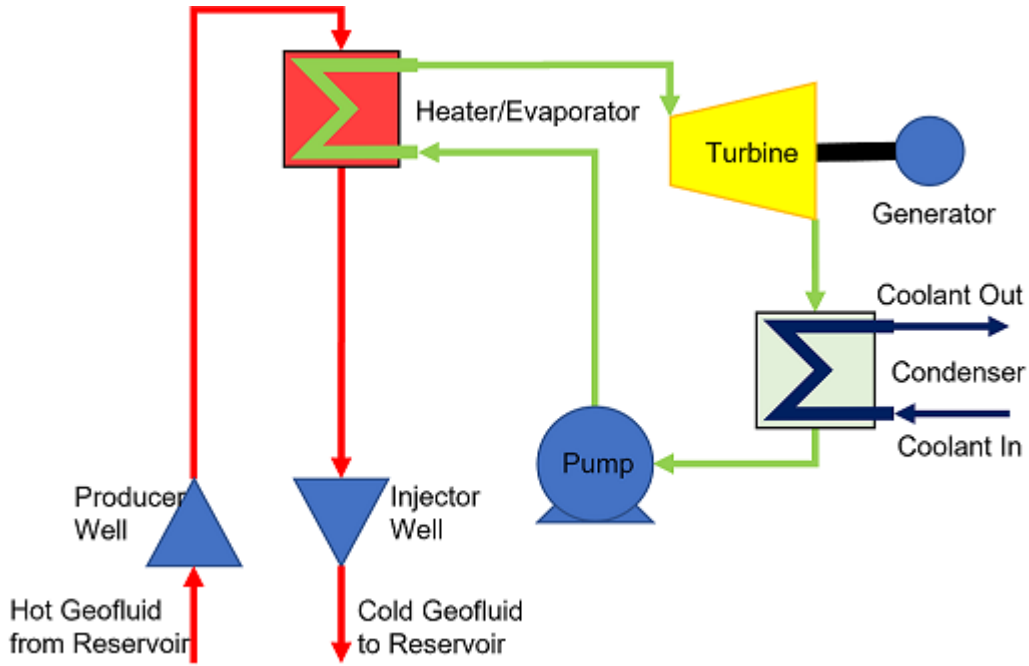 Heater/Evaporator
Turbine
Generator
Coolant Out
Condenser
Coolant In
Pump
Producer
Well
Injector
Well
Hot Geofluid
from Reservoir
Cold Geofluid
to Reservoir